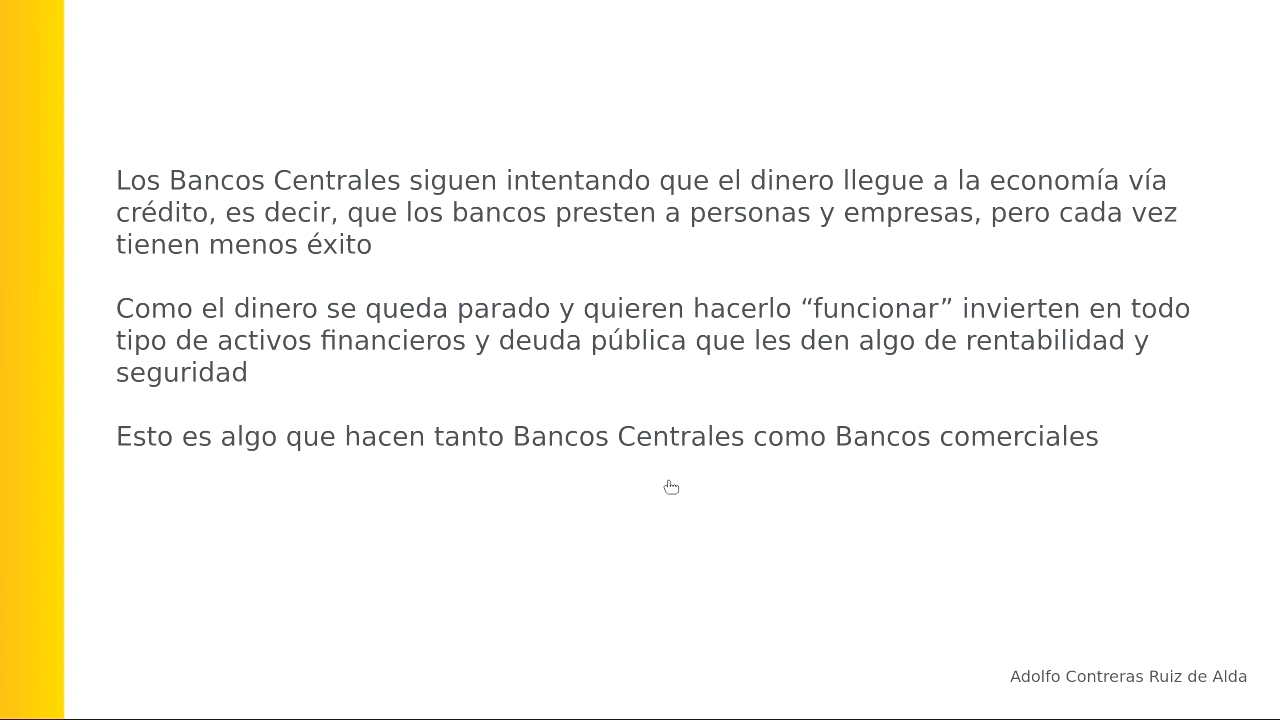 Los Bancos Centrales siguen intentando que el dinero llegue a la economía vía
crédito, es decir, que los bancos presten a personas y empresas, pero cada vez
tienen menos éxito
Como el dinero se queda parado y quieren hacerlo “funcionar” invierten en todo
tipo de activos financieros y deuda pública que les den algo de rentabilidad y
seguridad
Esto es algo que hacen tanto Bancos Centrales como Bancos comerciales
Adolfo Contreras Ruiz de Alda